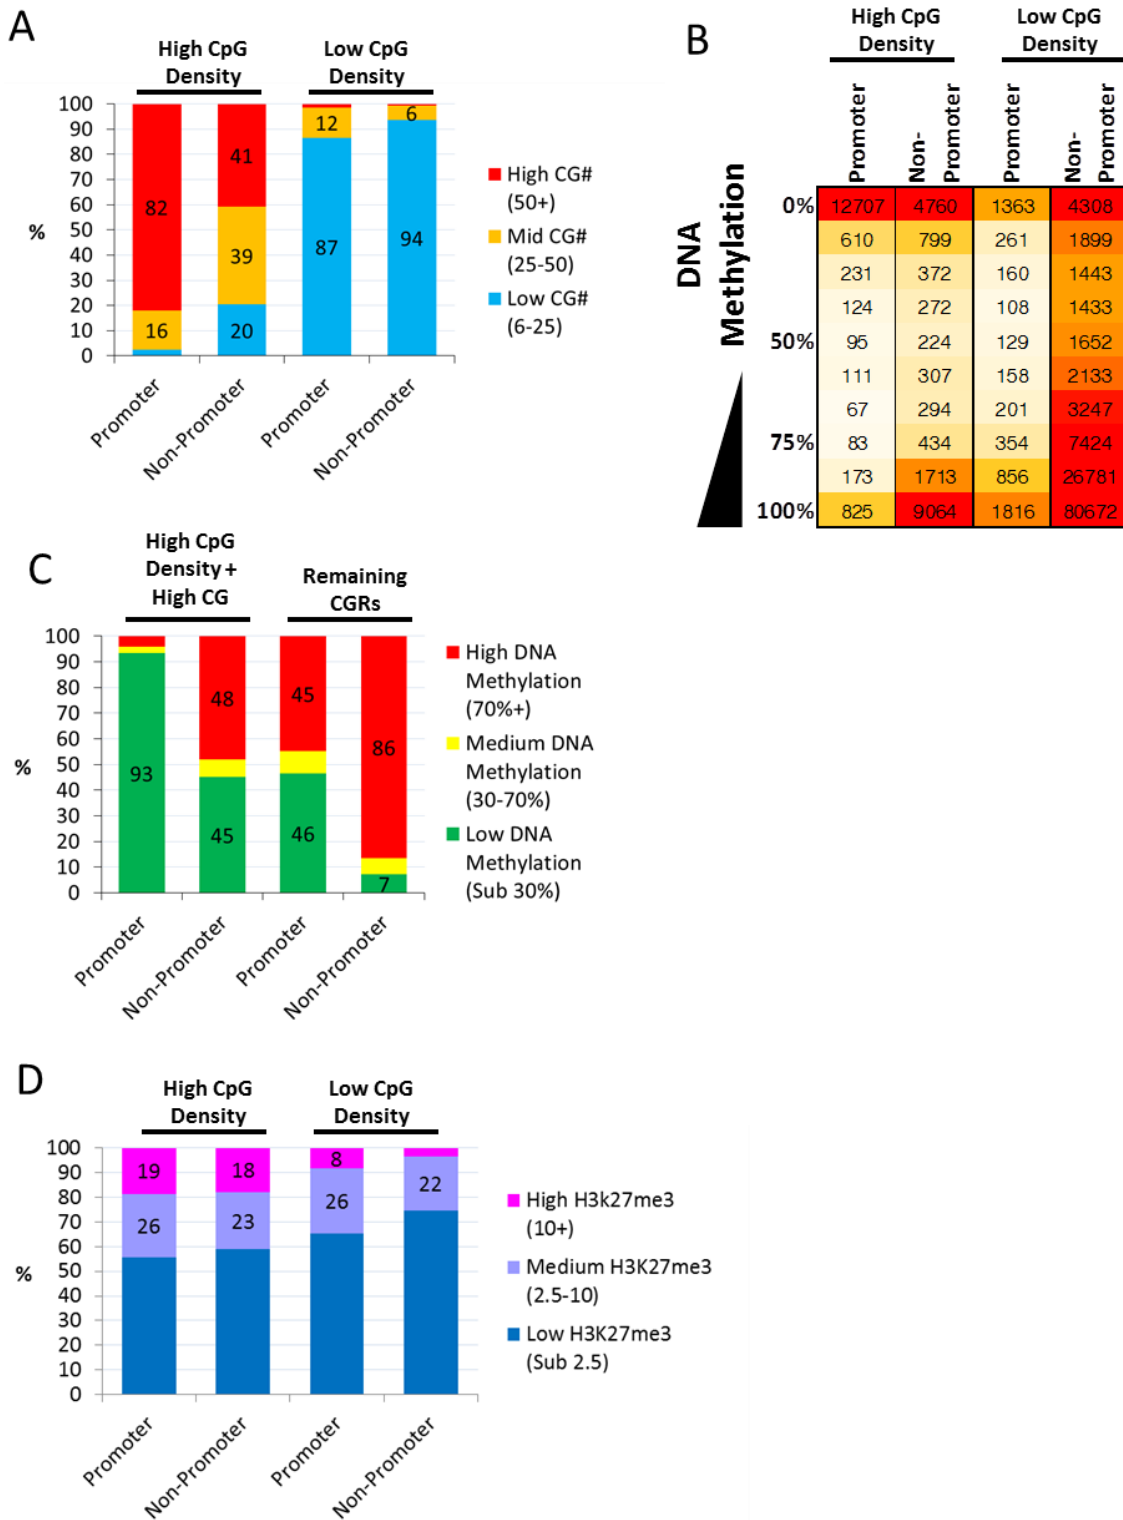 A
High CpG
Density
Low CpG
Density
100
90
80
70
60
50
40
30
20
10
0
%
82
16
41
39
20
12
87
6
94
High CG#
(50+)
Mid CG#
(25-50)
Low CG#
(6-25)
Promoter
Non-Promoter
Promoter
Non-Promoter
B
High CpG
Density
Low CpG
Density
Promoter
Non-
Promoter
Promoter
Non-
Promoter
DNA
Methylation
0%
50%
75%
100%
12707 4760 1363 4308
610 799 261 1899
231 372 160 1443
124 272 108 1433
95 224 129 1652
111 307 158 2133
67 294 201 3247
83 434 354 7424
173 1713 856 26781
825 9064 1816 80672
C
High CpG
Density +
High CG
Remaining
CGRs
100
90
80
70
60
50
40
30
20
10
0
%
93
48
45
45
46
86
7
High DNA
Methylation
(70%+)
Medium DNA
Methylation
(30-70%)
Low DNA
Methylation
(Sub 30%)
Promoter
Non-Promoter
Promoter
Non-Promoter
D
High CpG
Density
Low CpG
Density
100
90
80
70
60
50
40
30
20
10
0
%
19
26
18
23
8
26
22
High H3k27me3
(10+)
Medium H3K27me3
(2.5-10)
Low H3K27me3
(Sub 2.5)
Promoter
Non-Promoter
Promoter
Non-Promoter